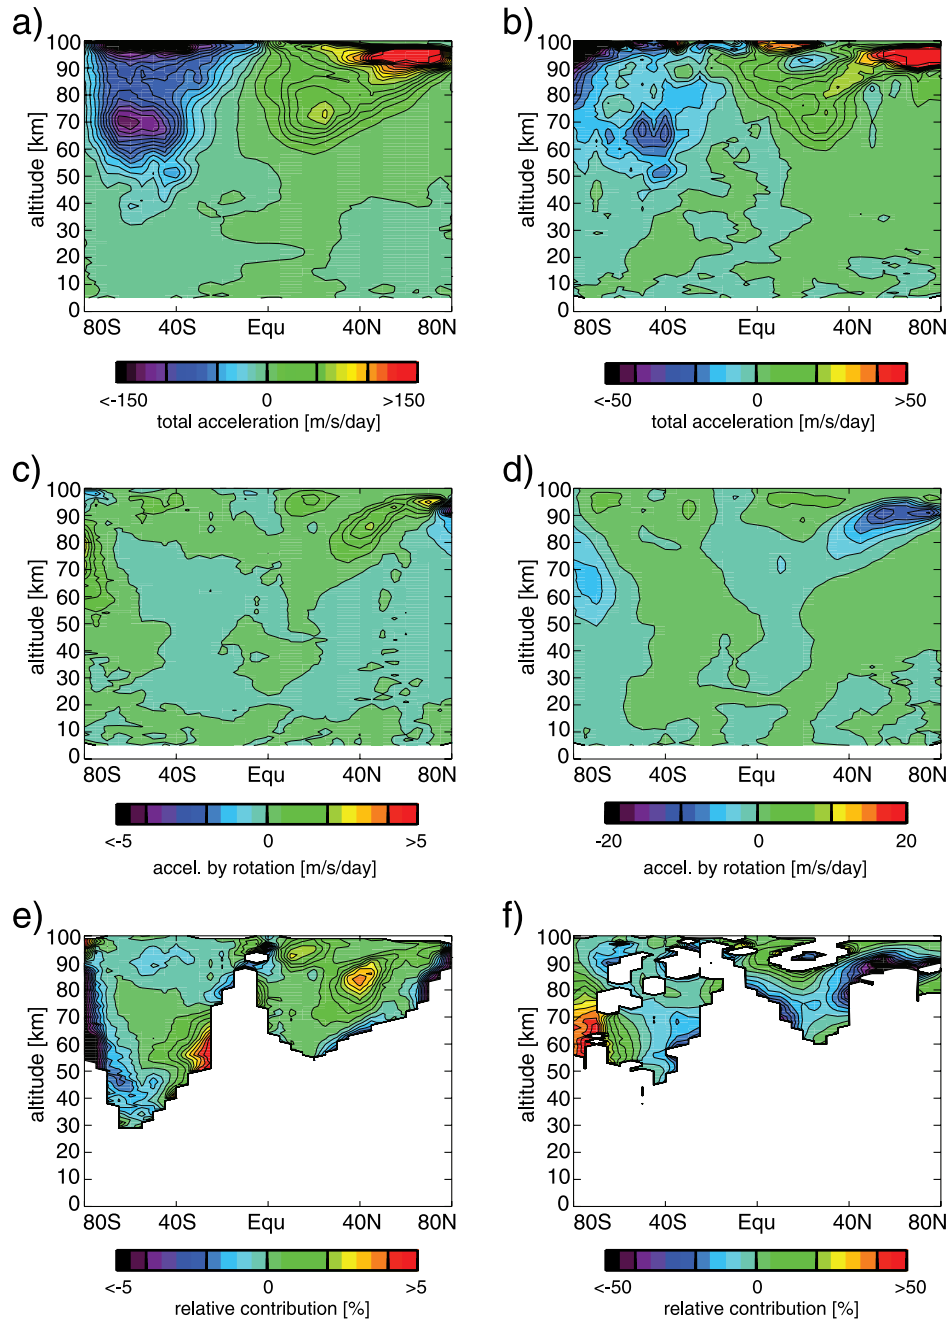 a)
b)
100
90
80
70
60
50
40
30
20
10
0
altitude [km]
80S 40S Equ 40N 80N
100
90
80
70
60
50
40
30
20
10
0
altitude [km]
80S 40S Equ 40N 80N
<-150 0 >150
total acceleration [m/s/day]
<-50 0 >50
total acceleration [m/s/day]
c)
d)
100
90
80
70
60
50
40
30
20
10
0
altitude [km]
80S 40S Equ 40N 80N
100
90
80
70
60
50
40
30
20
10
0
altitude [km]
80S 40S Equ 40N 80N
<-5 0 >5
accel. by rotation [m/s/day]
-20 0 20
accel. by rotation [m/s/day]
e)
f)
100
90
80
70
60
50
40
30
20
10
0
altitude [km]
80S 40S Equ 40N 80N
100
90
80
70
60
50
40
30
20
10
0
altitude [km]
80S 40S Equ 40N 80N
<-5 0 >5
relative contribution [%]
<-50 0 >50
relative contribution [%]